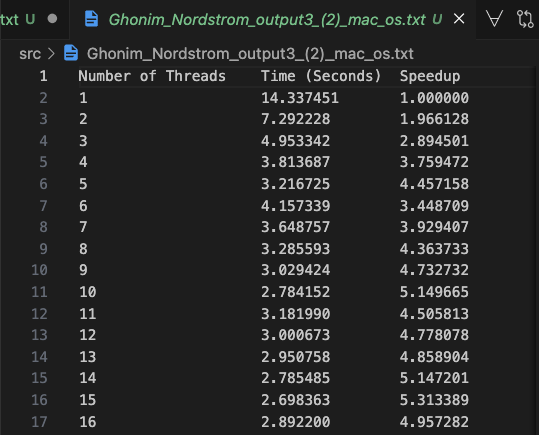 txt U
Ghonim_Nordstrom_output3_(2)_mac_os.txt U
src > Ghonim_Nordstrom_output3_(2)_mac_os.txt
1 Number of Threads Time (Seconds) Speedup
2 1 14.337451 1.000000
3 2 7.292228 1.966128
4 3 4.953342 2.894501
5 4 3.813687 3.759472
6 5 3.216725 4.457158
7 6 4.157339 3.448709
8 7 3.648757 3.929407
9 8 3.285593 4.363733
10 9 3.029424 4.732732
11 10 2.784152 5.149665
12 11 3.181990 4.505813
13 12 3.000673 4.778078
14 13 2.950758 4.858904
15 14 2.785485 5.147201
16 15 2.698363 5.313389
17 16 2.892200 4.957282